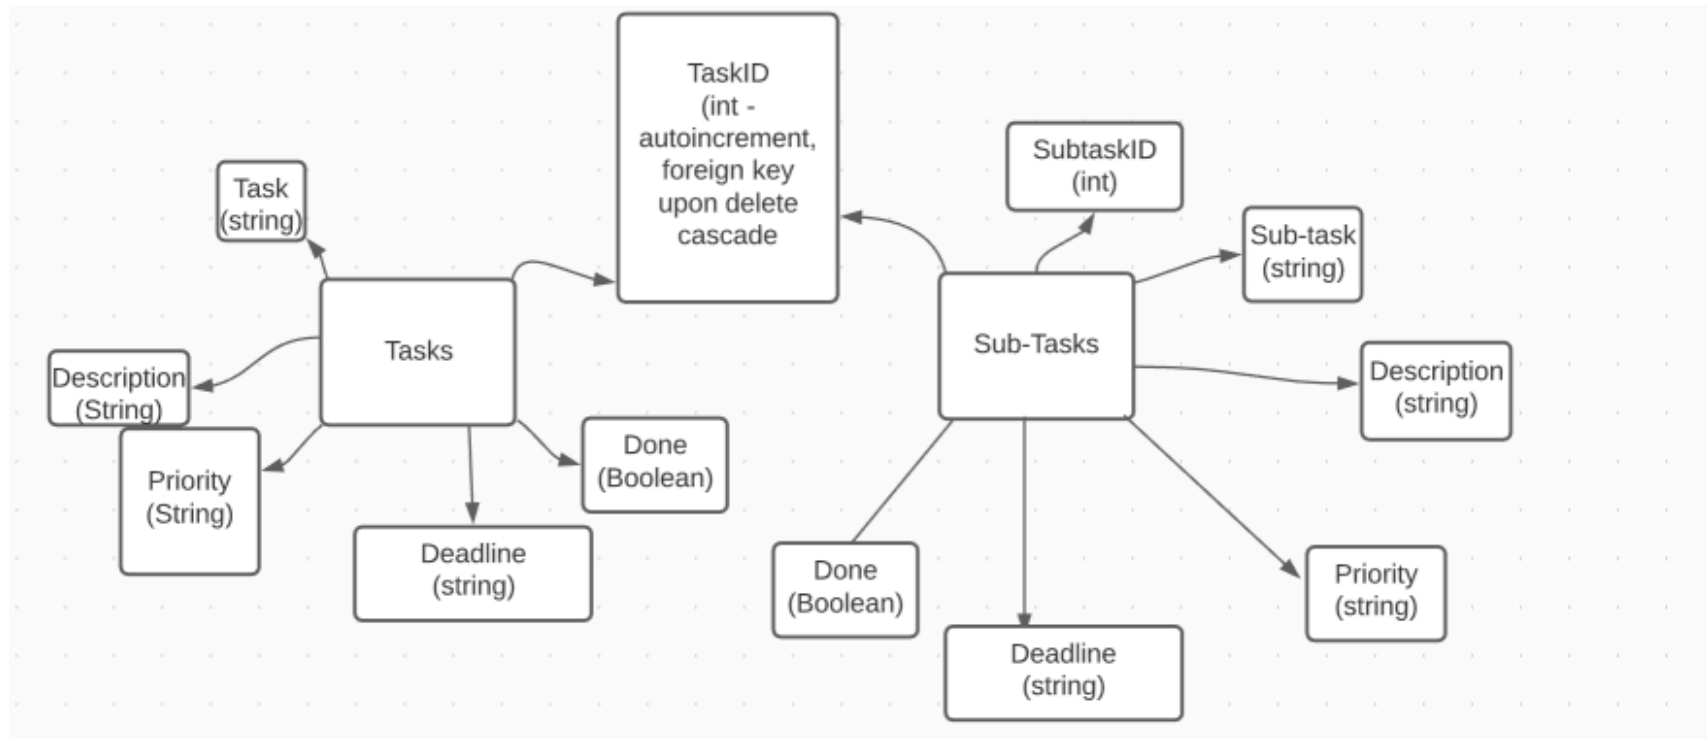 TaskID
(int -
autoincrement,
foreign key
upon delete
cascade
SubtaskID
(int)
Task
(string)
Sub-task
(string)
Tasks
Sub-Tasks
Description
(String)
Description
(string)
Priority
(String)
Done
(Boolean)
Deadline
(string)
Done
(Boolean)
Priority
(string)
Deadline
(string)